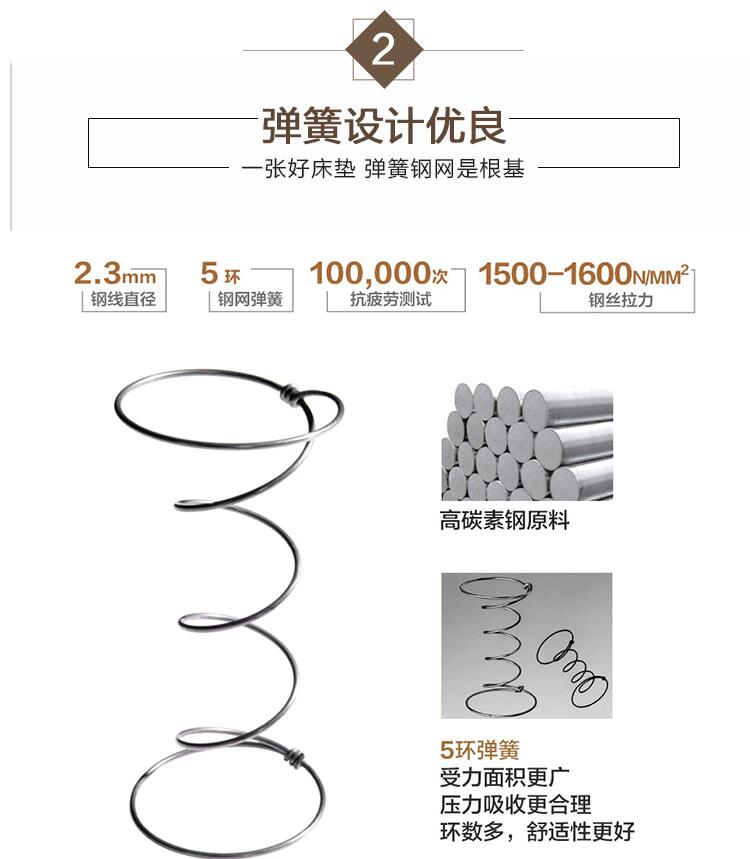 2
弹簧设计优良
一张好床垫 弹簧钢网是根基
2.3mm
钢线直径
5 环
钢网弹簧
100,000次
抗疲劳测试
1500-1600N/MM²
钢丝拉力
高碳素钢原料
5环弹簧
受力面积更广
压力吸收更合理
环数多，舒适性更好